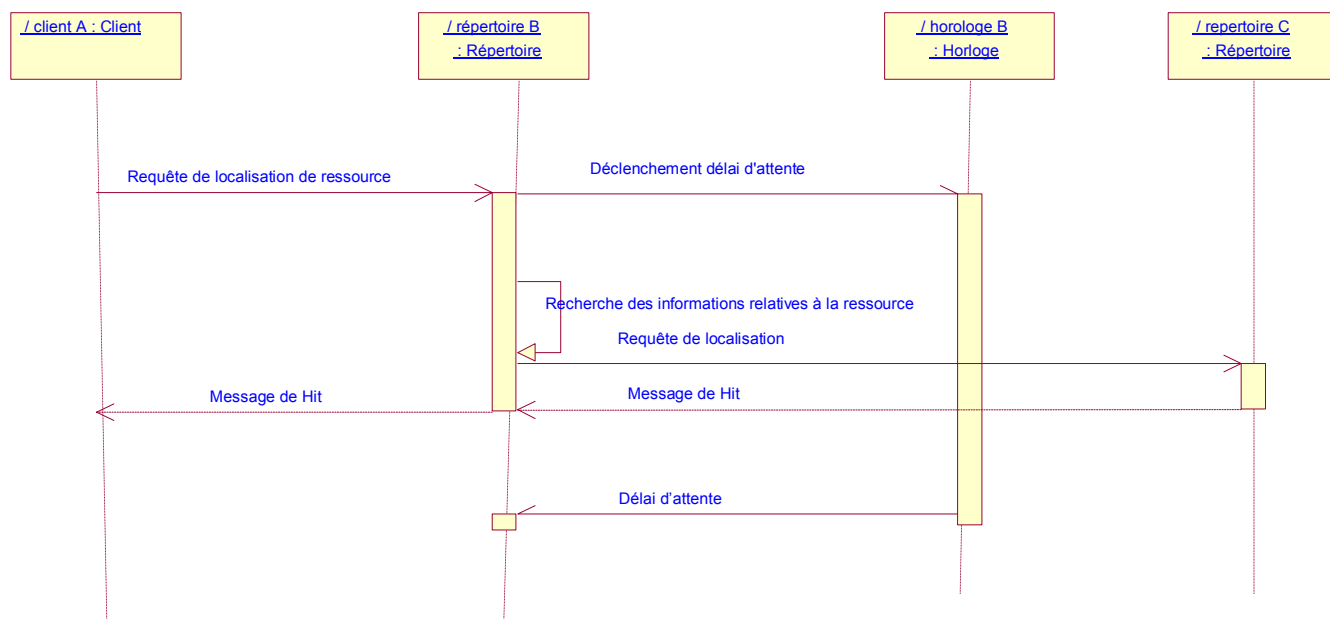 / client A : Client
/ répertoire B
: Répertoire
/ horologe B
: Horloge
/ repertoire C
: Répertoire
Requête de localisation de ressource
Déclenchement délai d'attente
Recherche des informations relatives à la ressource
Requête de localisation
Message de Hit
Message de Hit
Délai d’attente